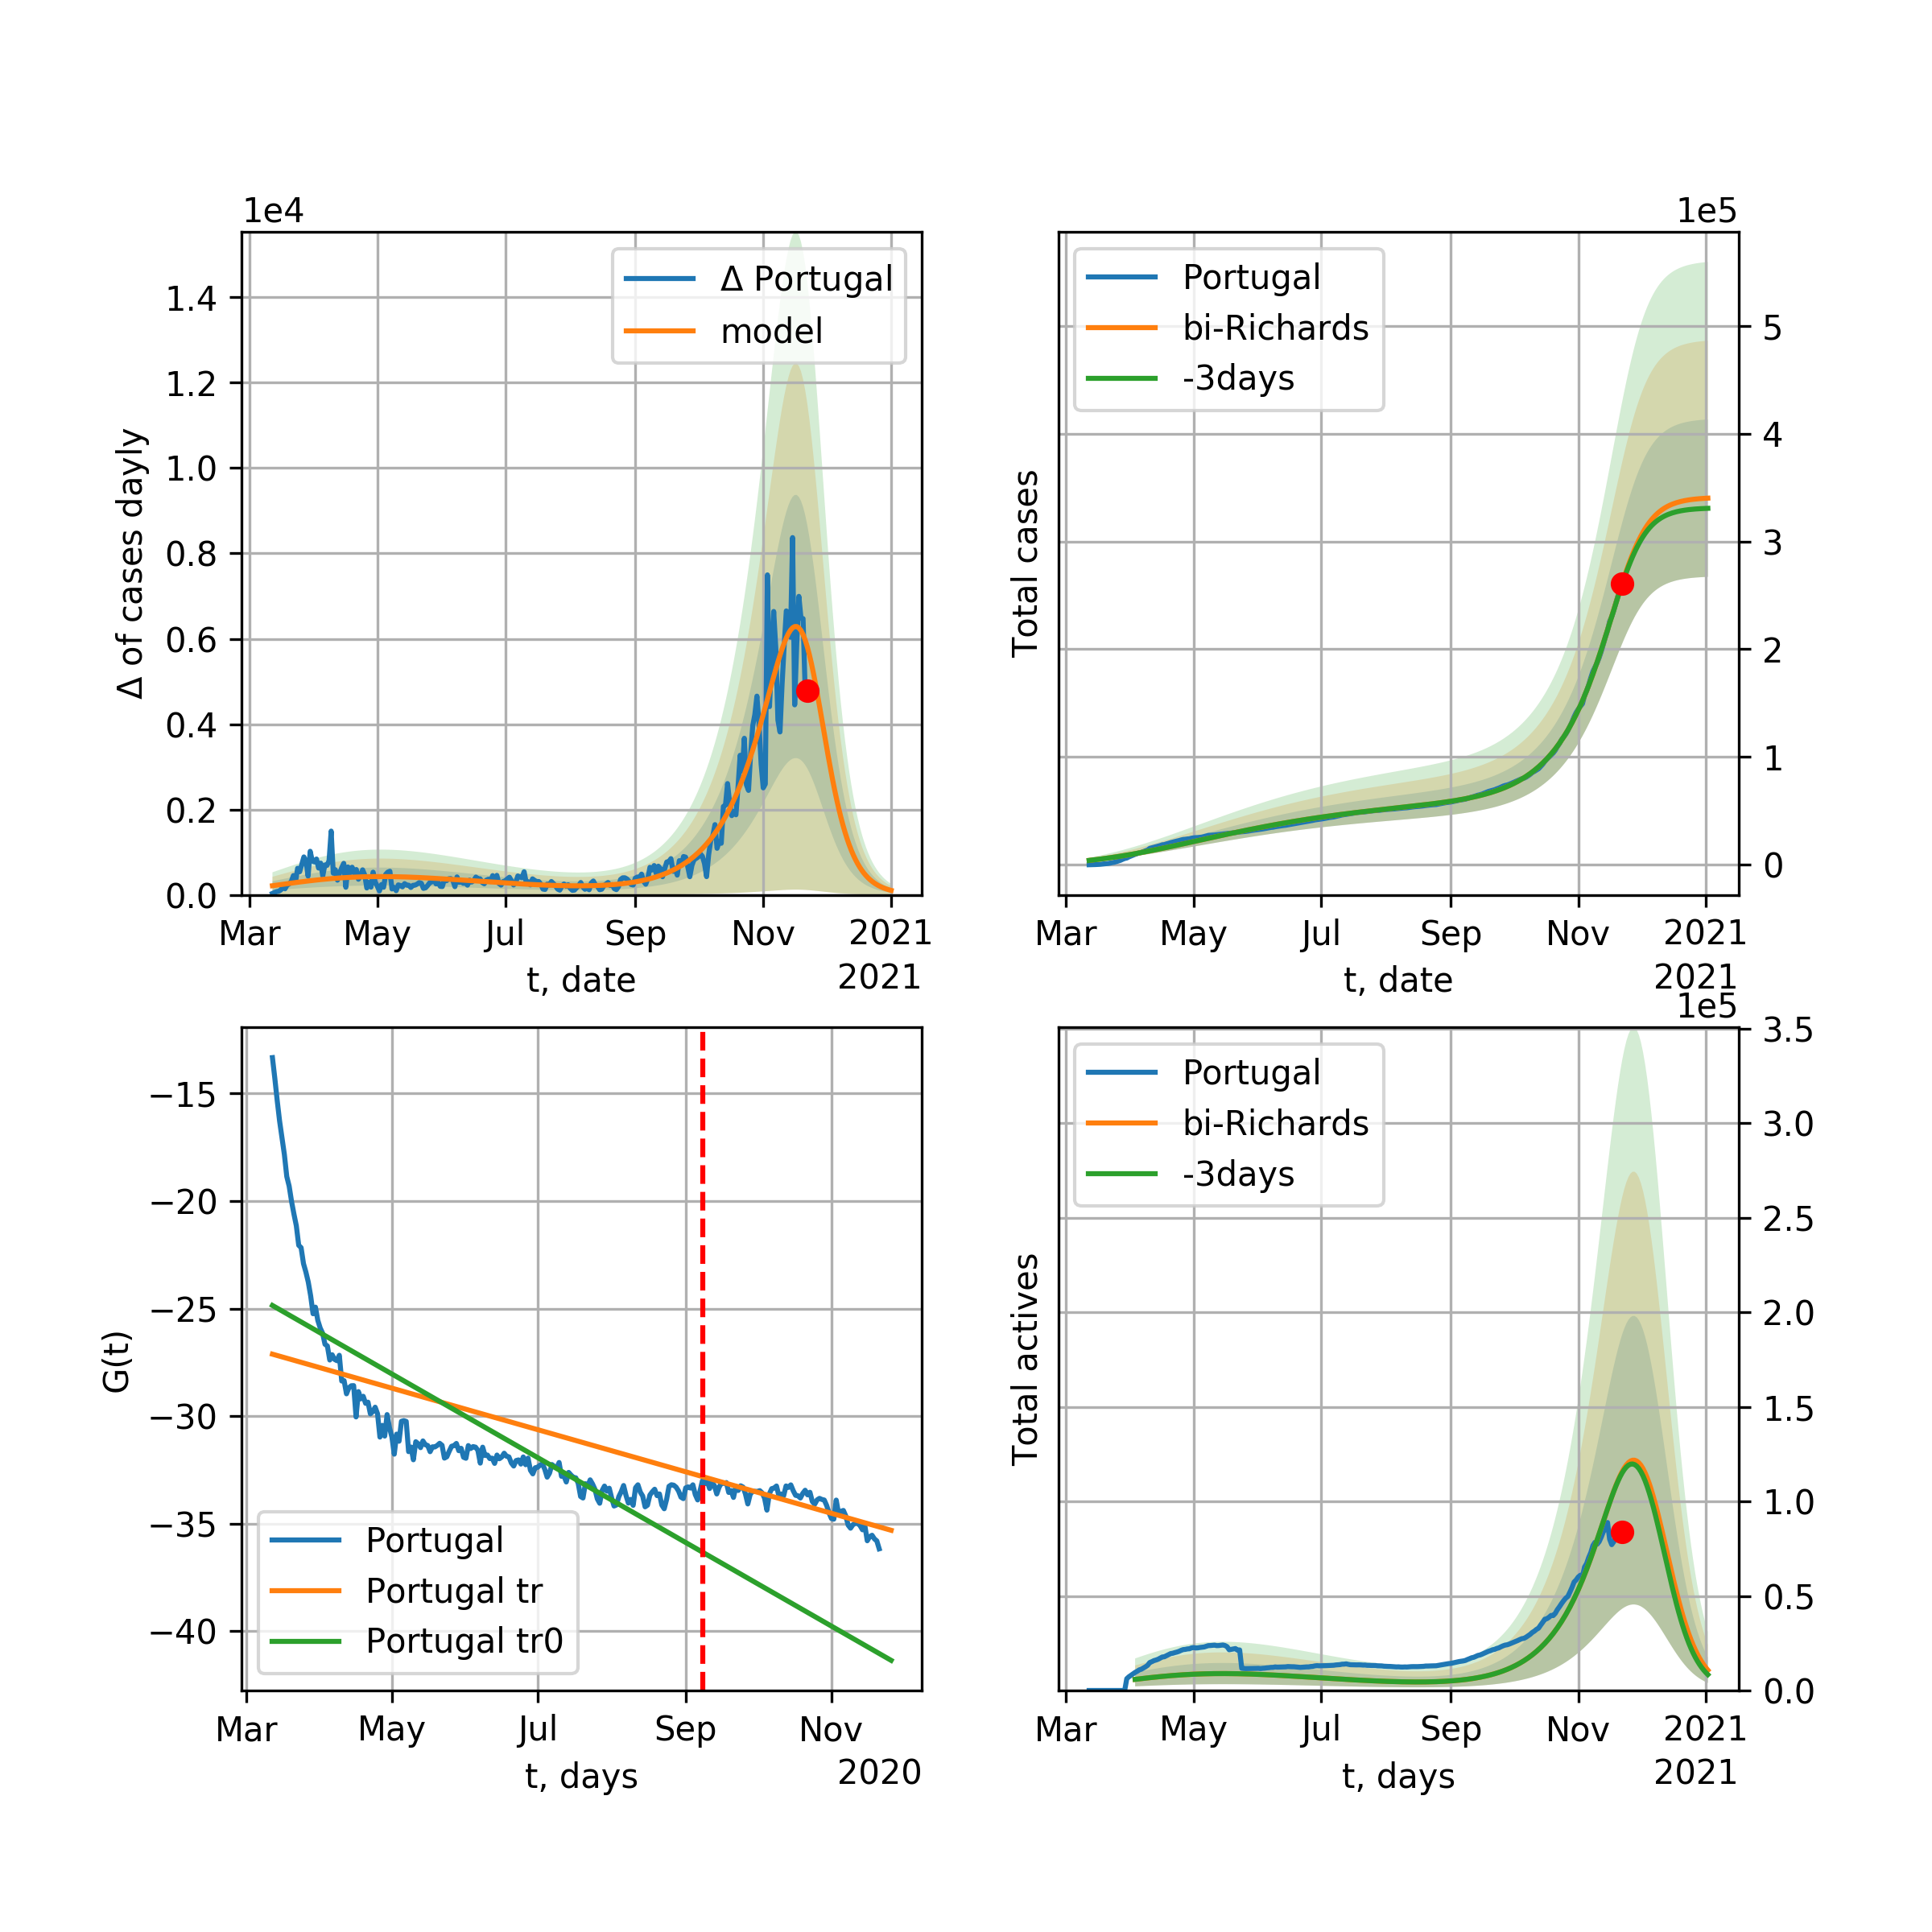 1e4
Δ of cases dayly
1.4
1.2
1.0
0.8
0.6
0.4
0.2
0.0
Δ Portugal
model
Mar May Jul Sep Nov 2021
t, date
2021
1e5
Total cases
Portugal
bi-Richards
-3days
5
4
3
2
1
0
Mar May Jul Sep Nov 2021
t, date
2021
G(t)
−15
−20
−25
−30
−35
−40
Portugal
Portugal tr
Portugal tr0
Mar May Jul Sep Nov
t, days
2020
1e5
Total actives
Portugal
bi-Richards
-3days
3.5
3.0
2.5
2.0
1.5
1.0
0.5
0.0
Mar May Jul Sep Nov 2021
t, days
2021